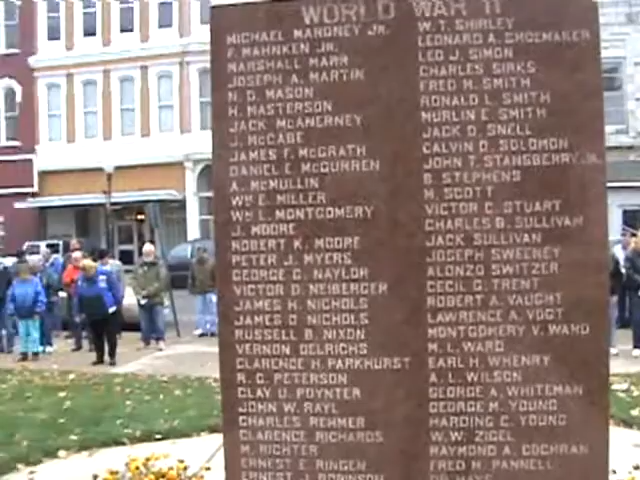 WORLD WAR II
MICHAEL MAHONEY JR.
F. MAHNKEN JR.
MARSHALL MARR
JOSEPH A. MARTIN
N. D. MASON
H. MASTERSON
JACK McANERNEY
J. McCABE
JAMES F. McGRATH
DANIEL E. McGURREN
A. McMULLIN
WM E. MILLER
WM L. MONTGOMERY
J. MOORE
ROBERT K. MOORE
PETER J. MYERS
GEORGE C. NAYLOR
VICTOR D. NEIBERGER
JAMES H. NICHOLS
JAMES O. NICHOLS
RUSSELL B. NIXON
VERNON OELRICHS
CLARENCE H. PARKHURST
R. G. PETERSON
CLAY U. POYNTER
JOHN W. RAYL
CHARLES REHMER
CLARENCE RICHARDS
M. RICHTER
ERNEST E. RINGEN
ERNEST J. ROBINSON
W. T. SHIRLEY
LEONARD A. SHOEMAKER
LEO J. SIMON
CHARLES SIRKS
FRED M. SMITH
RONALD L. SMITH
MURLIN E. SMITH
JACK D. SNELL
CALVIN D. SOLOMON
JOHN T. STANSBERRY JR.
B. STEPHENS
M. SCOTT
VICTOR C. STUART
CHARLES B. SULLIVAN
JACK SULLIVAN
JOSEPH SWEENEY
ALONZO SWITZER
CECIL G. TRENT
ROBERT A. VAUGHT
LAWRENCE A. VOGT
MONTGOMERY V. WARD
M. L. WARD
EARL H. WHENRY
A. L. WILSON
GEORGE A. WHITEMAN
GEORGE M. YOUNG
HARDING C. YOUNG
W. W. ZIGEL
RAYMOND A. COCHRAN
FRED H. PANNELL